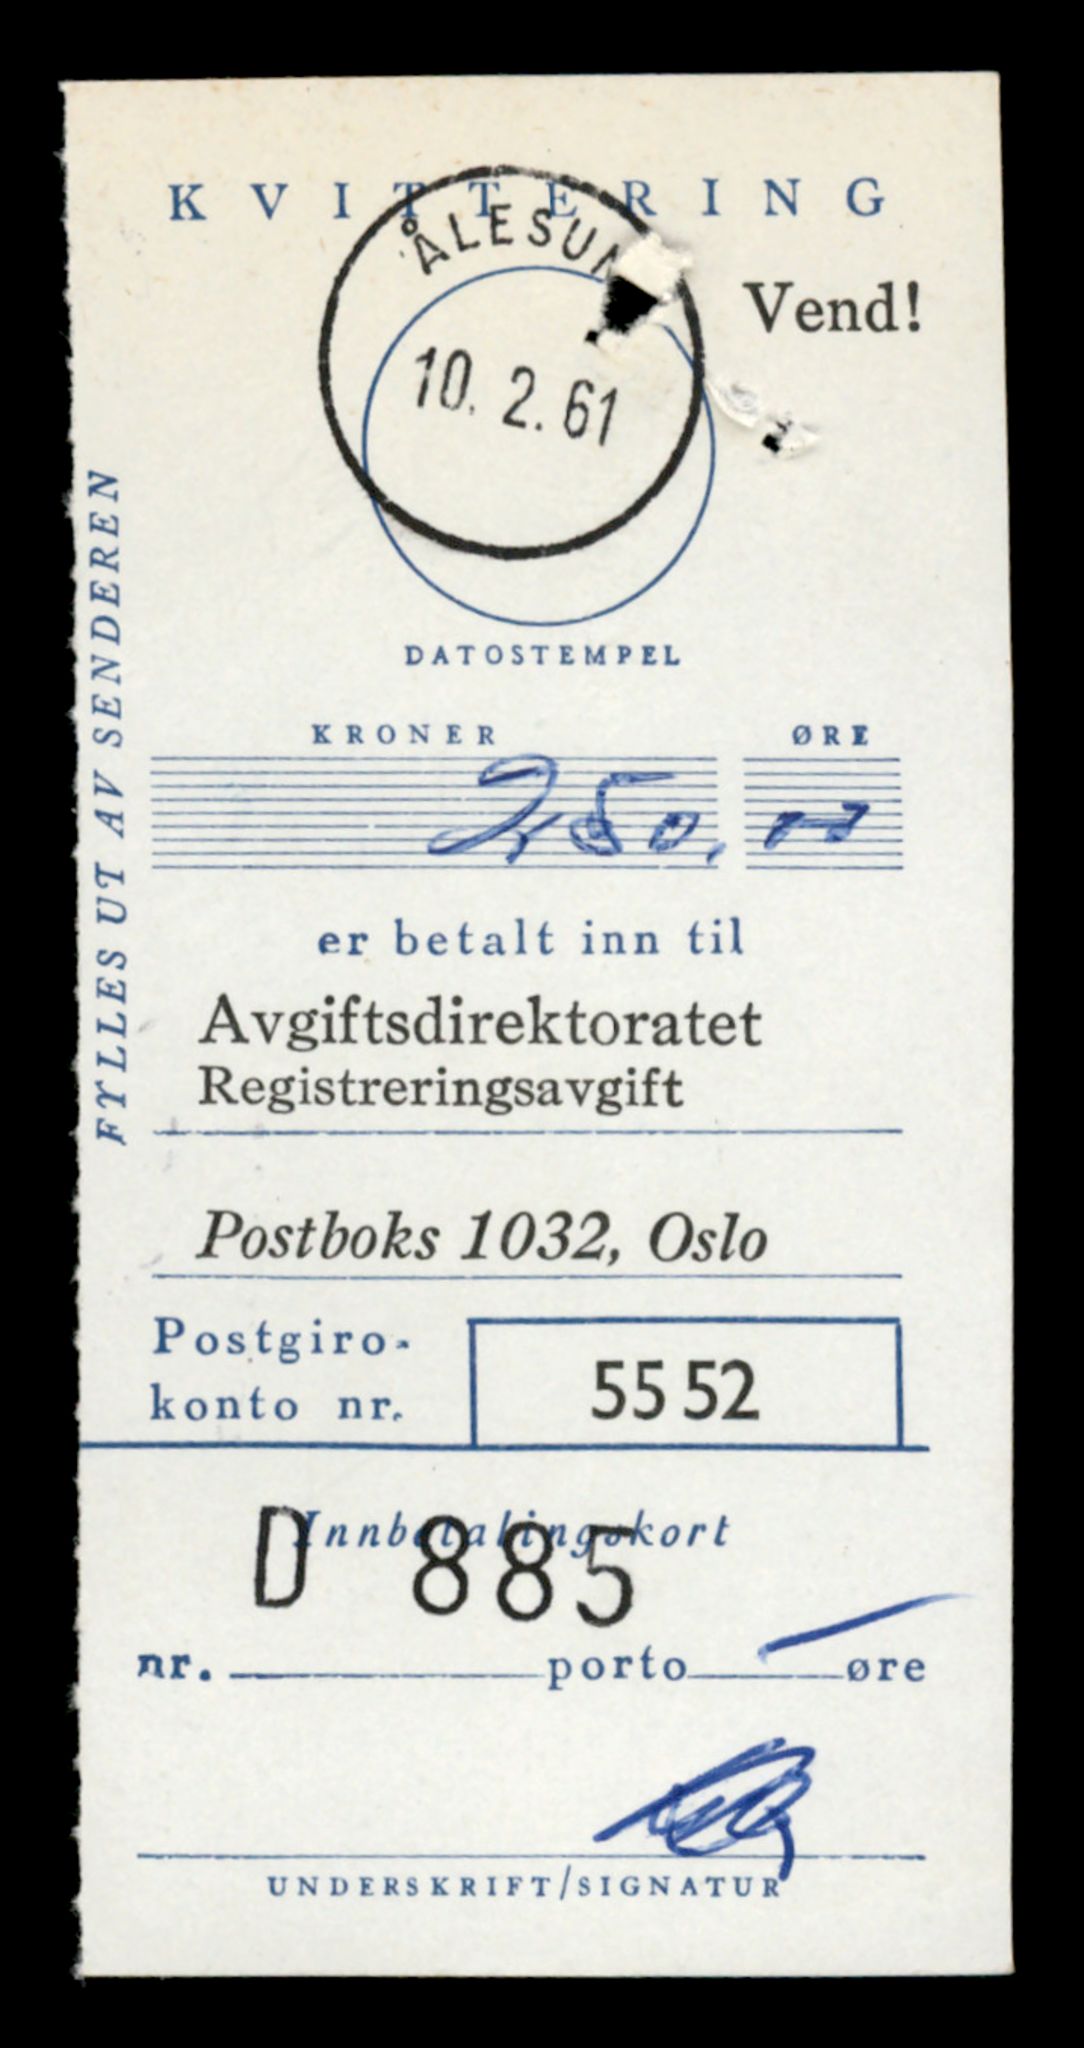 KVITTERING
ÅLESUN
Vend!
10. 2. 61
DATOSTEMPEL
FYLLES UT AV SENDEREN
KRONER ØRE
250,
er betalt inn til
Avgiftsdirektoratet
Registreringsavgift
Postboks 1032, Oslo
Postgiro-
konto nr. 55 52
Innbetalingskort
D 885
nr. porto øre
UNDERSKRIFT/SIGNATUR